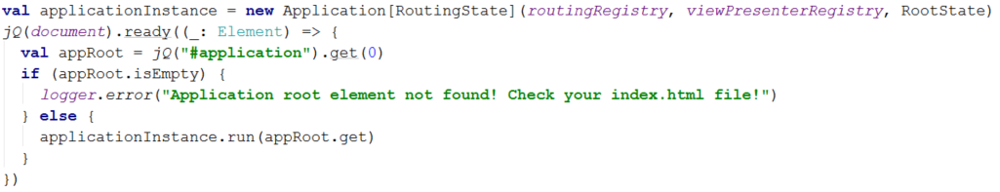 val applicationInstance = new Application[RoutingState](routingRegistry, viewPresenterRegistry, RootState)
jQ(document).ready((_: Element) => {
  val appRoot = jQ("#application").get(0)
  if (appRoot.isEmpty) {
    logger.error("Application root element not found! Check your index.html file!")
  } else {
    applicationInstance.run(appRoot.get)
  }
})